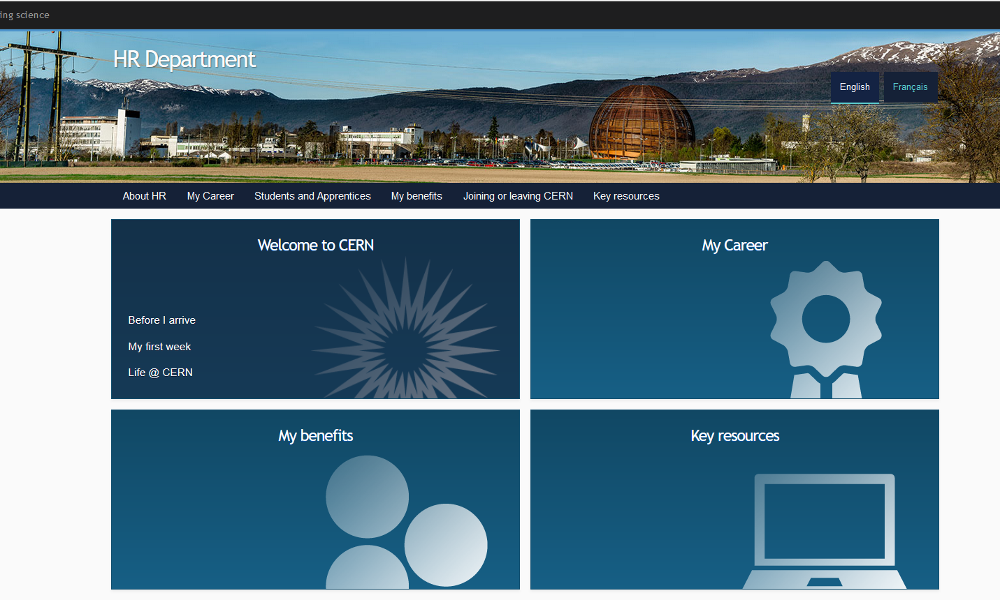 ing science
HR Department
English Français
About HR My Career Students and Apprentices My benefits Joining or leaving CERN Key resources
Welcome to CERN
Before I arrive
My first week
Life @ CERN
My Career
My benefits
Key resources